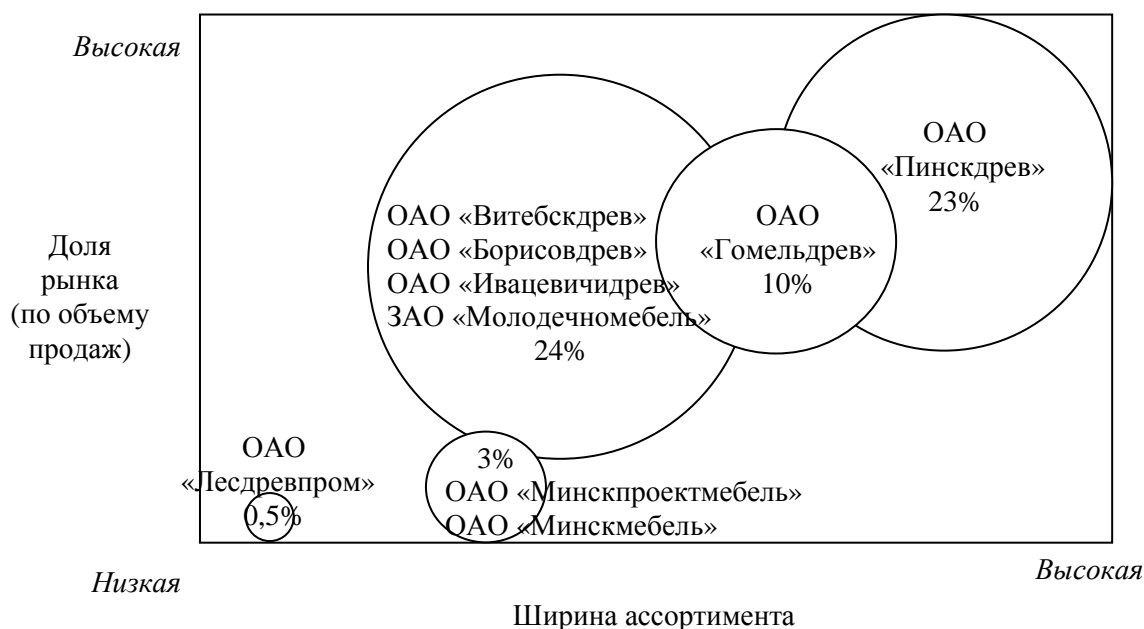 Высокая
ОАО
«Пинскдрев»
23%
ОАО «Витебскдрев»
ОАО «Борисовдрев»
ОАО «Ивацевичидрев»
ЗАО «Молодечномебель»
24%
ОАО
«Гомельдрев»
10%
Доля
рынка
(по объему
продаж)
ОАО
«Лесдревпром»
0,5%
3%
ОАО «Минскпроектмебель»
ОАО «Минскмебель»
Низкая
Высокая
Ширина ассортимента